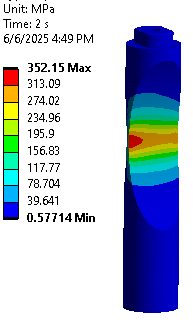 Unit: MPa
Time: 2 s
6/6/2025 4:49 PM
352.15 Max
313.09
274.02
234.96
195.9
156.83
117.77
78.704
39.641
0.57714 Min